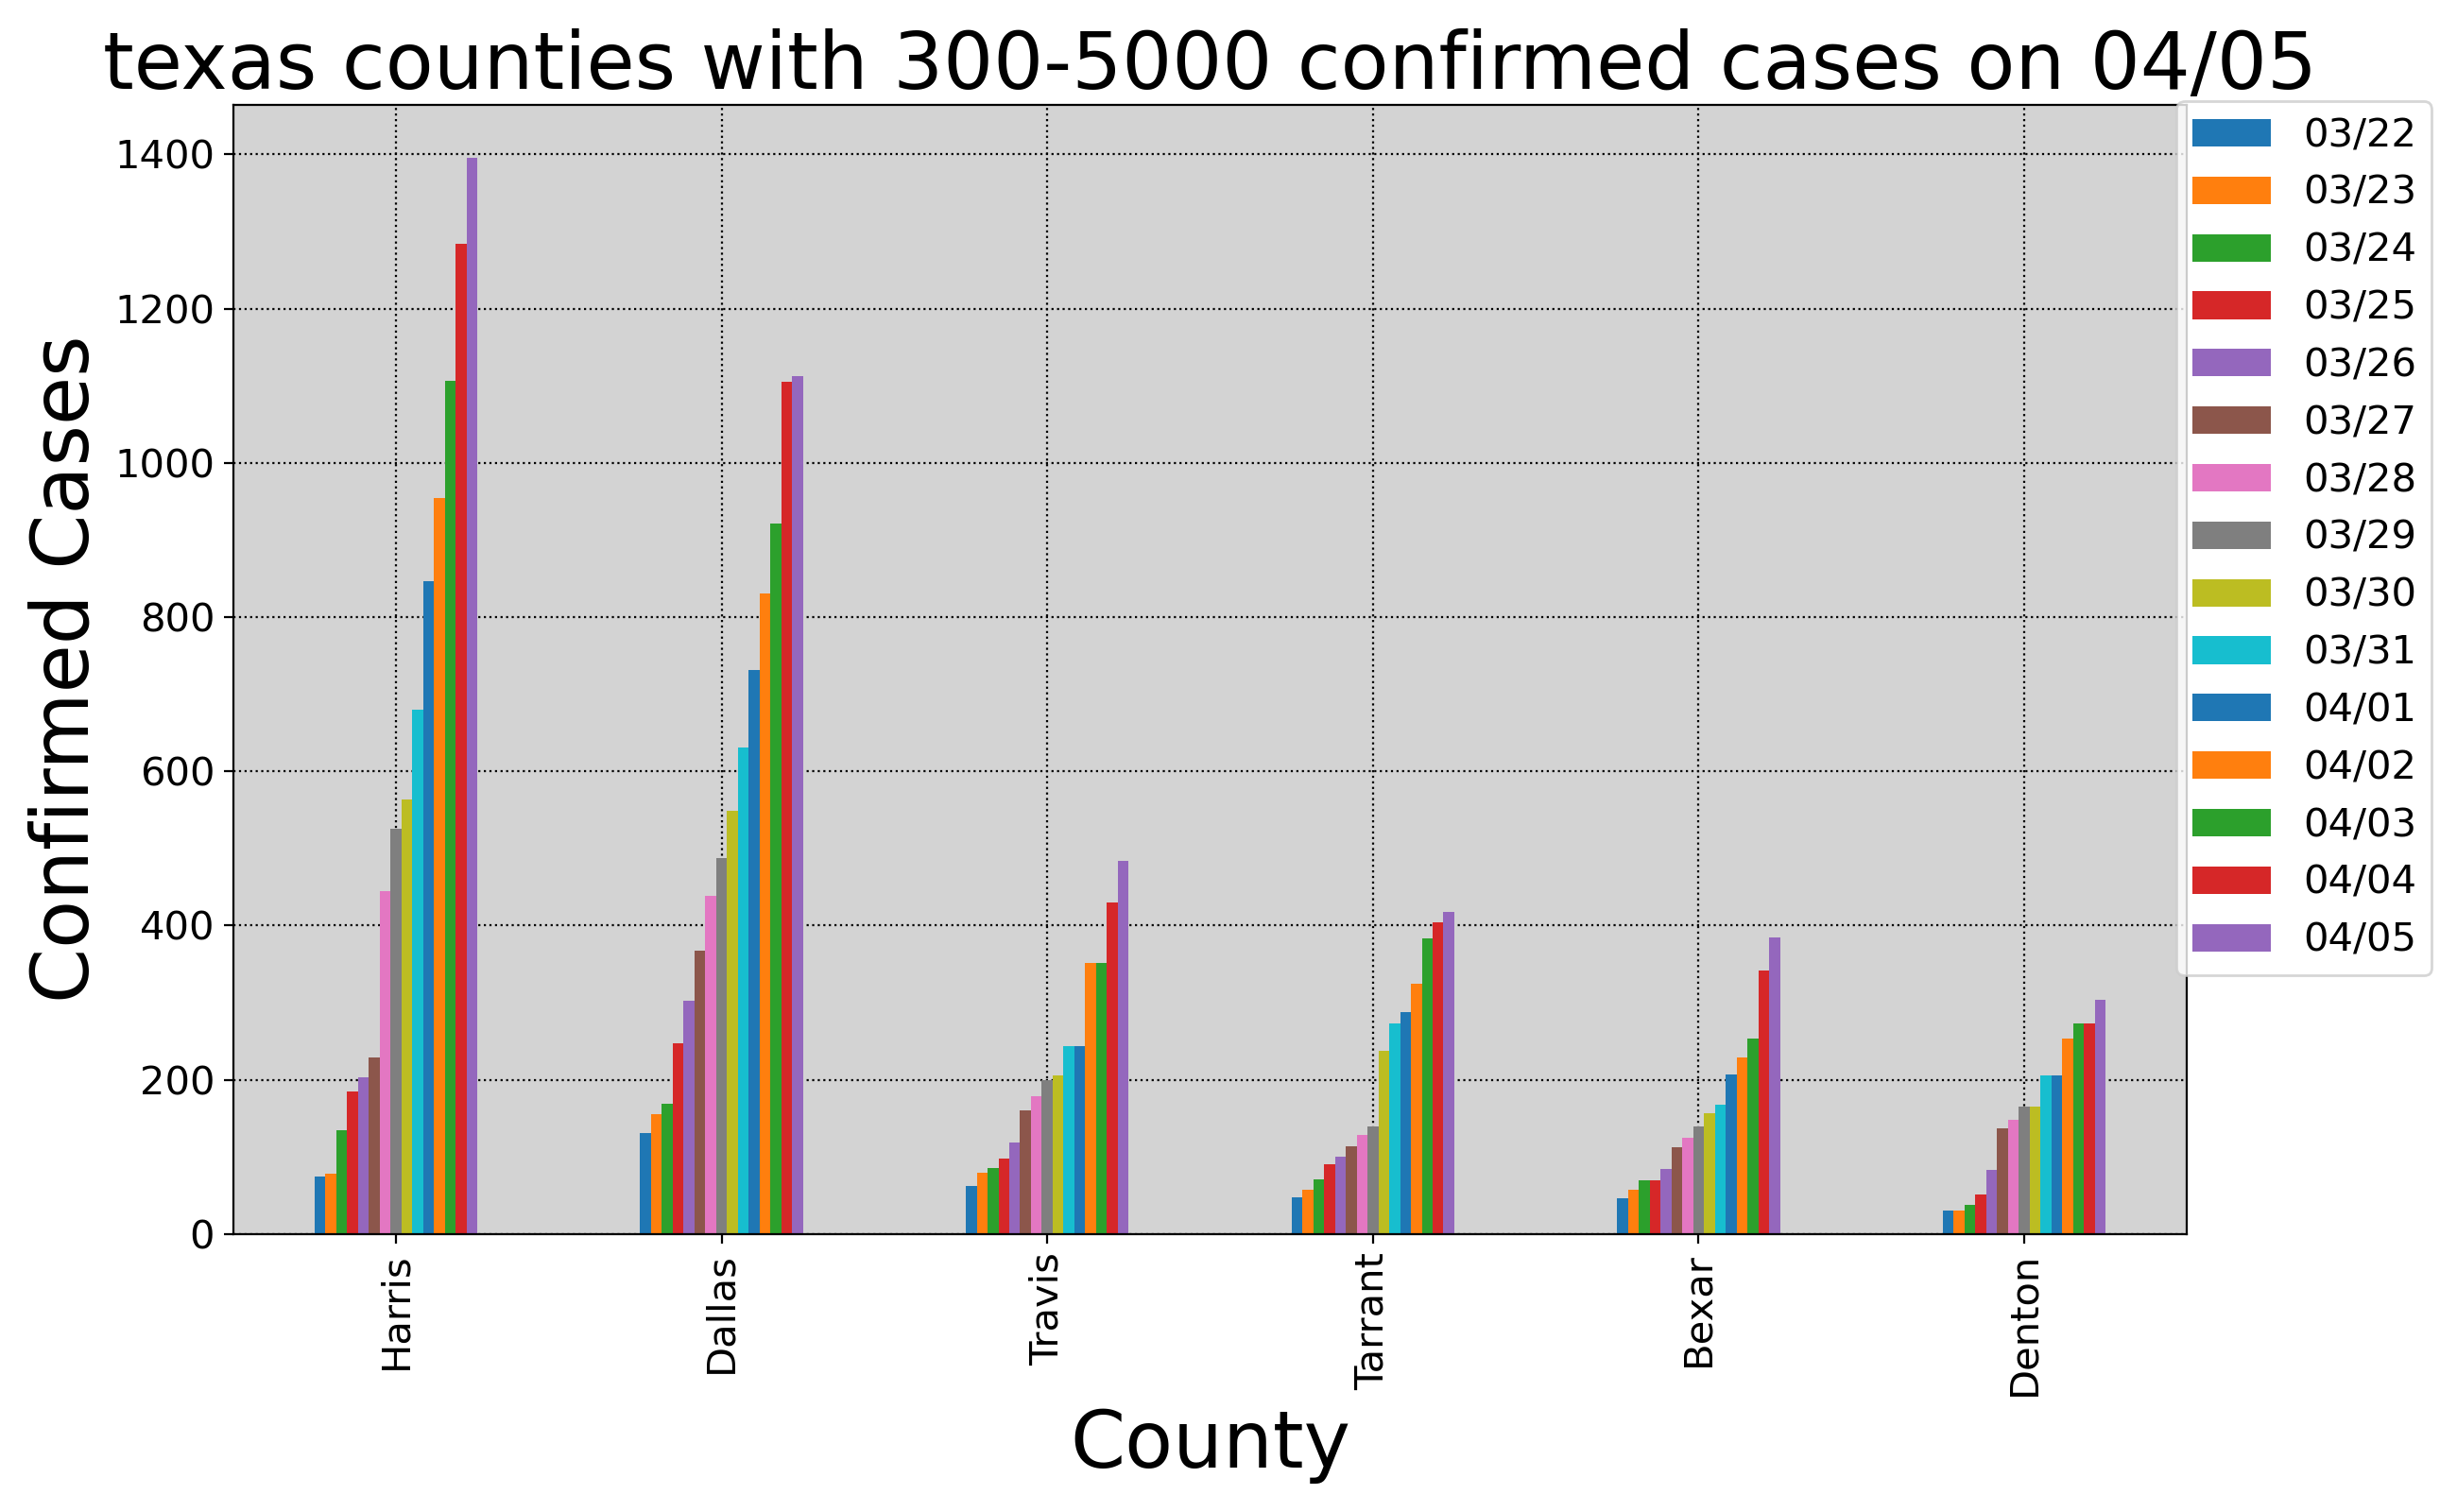 texas counties with 300-5000 confirmed cases on 04/05
Confirmed Cases
1400
1200
1000
800
600
400
200
0
03/22
03/23
03/24
03/25
03/26
03/27
03/28
03/29
03/30
03/31
04/01
04/02
04/03
04/04
04/05
Harris
Dallas
Travis
Tarrant
Bexar
Denton
County